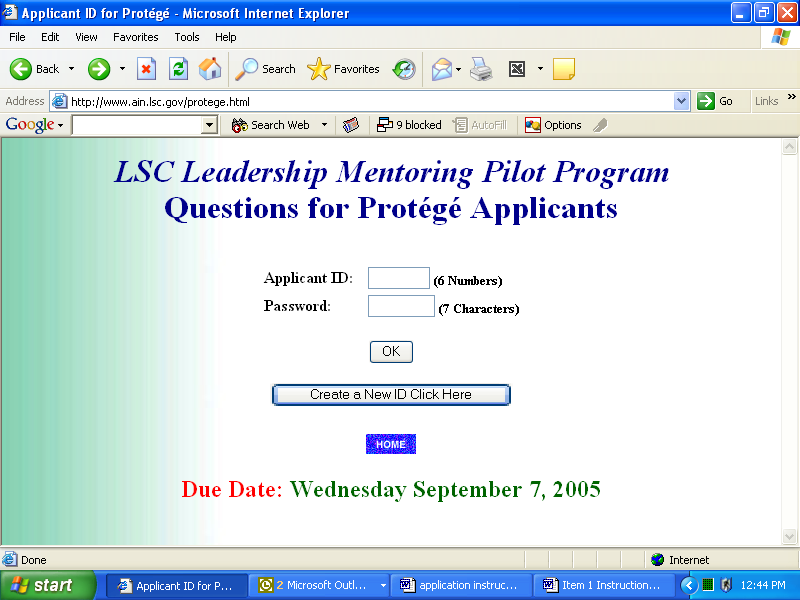 Applicant ID for Protégé - Microsoft Internet Explorer
File Edit View Favorites Tools Help
Back Search Favorites
Address http://www.ain.lsc.gov/protege.html Go Links »
Google Search Web 9 blocked AutoFill Options
LSC Leadership Mentoring Pilot Program
Questions for Protégé Applicants
Applicant ID: (6 Numbers)
Password: (7 Characters)
OK
Create a New ID Click Here
HOME
Due Date: Wednesday September 7, 2005
Done Internet
start Applicant ID for P... 2 Microsoft Outl... application instruc... Item 1 Instruction... 12:44 PM